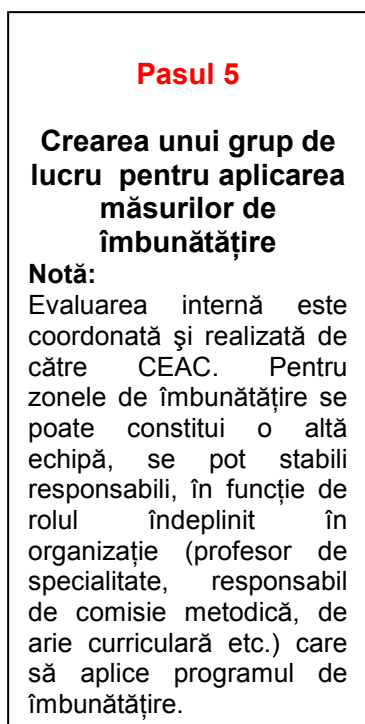 Pasul 5
Crearea unui grup de
lucru pentru aplicarea
măsurilor de
îmbunătățire
Notă:
Evaluarea internă este
coordonată şi realizată de
către CEAC. Pentru
zonele de îmbunătățire se
poate constitui o altă
echipă, se pot stabili
responsabili, în funcție de
rolul îndeplinit în
organizație (profesor de
specialitate, responsabil
de comisie metodică, de
arie curriculară etc.) care
să aplice programul de
îmbunătățire.